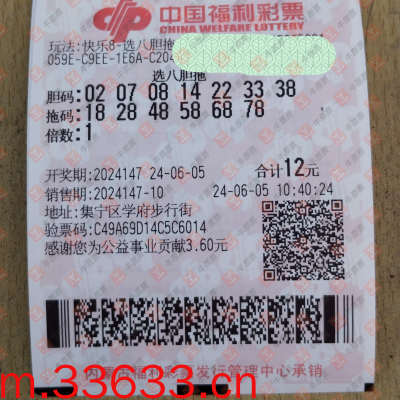 中国福利彩票
CHINA WELFARE LOTTERY
玩法:快乐8-选八胆拖
059E-C9EE-1E6A-C204
选八胆拖
胆码:02 07 08 14 22 33 38
拖码:18 28 48 58 68 78
倍数:1
开奖期:2024147 24-06-05 合计12元
销售期:2024147-10 24-06-05 10:40:24
地址:集宁区学府步行街
验票码:C49A69D14C5C6014
感谢您为公益事业贡献3.60元
福利彩票发行管理中心承销
m.33633.cn